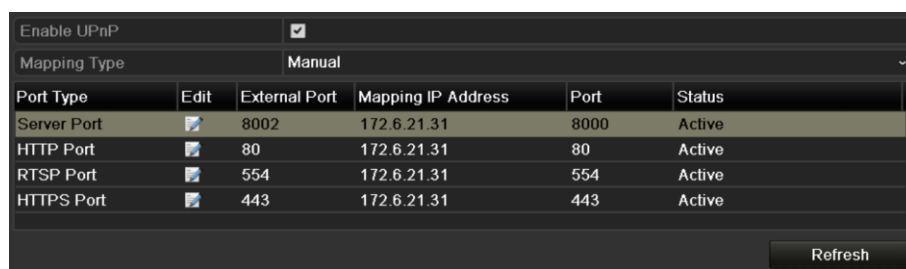 Enable UPnP
Mapping Type Manual
Port Type Edit External Port Mapping IP Address Port Status
Server Port 8002 172.6.21.31 8000 Active
HTTP Port 80 172.6.21.31 80 Active
RTSP Port 554 172.6.21.31 554 Active
HTTPS Port 443 172.6.21.31 443 Active
Refresh